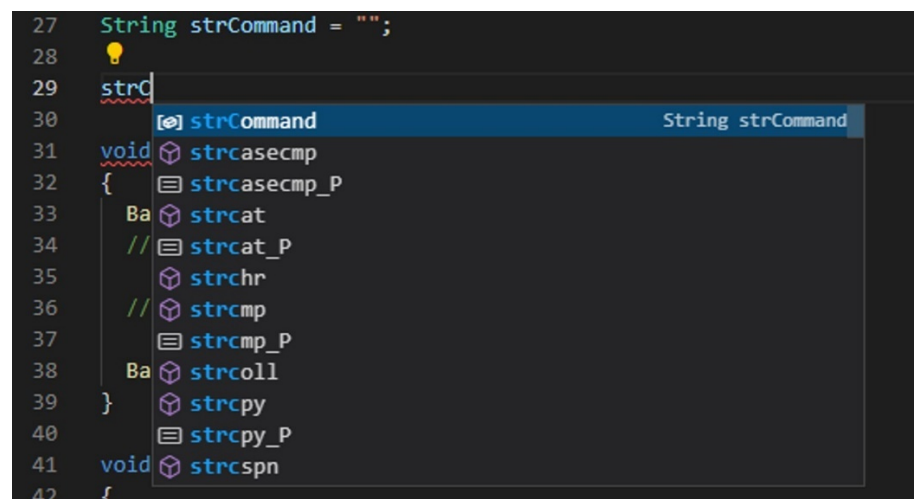 27 String strCommand = "";
28
29 strC
30 strCommand String strCommand
31 void strcasecmp
32 { strcasecmp_P
33 Ba strcat
34 // strcat_P
35 strchr
36 // strcmp
37 strcmp_P
38 Ba strcoll
39 } strcpy
40 strcpy_P
41 void strcspn
42 {